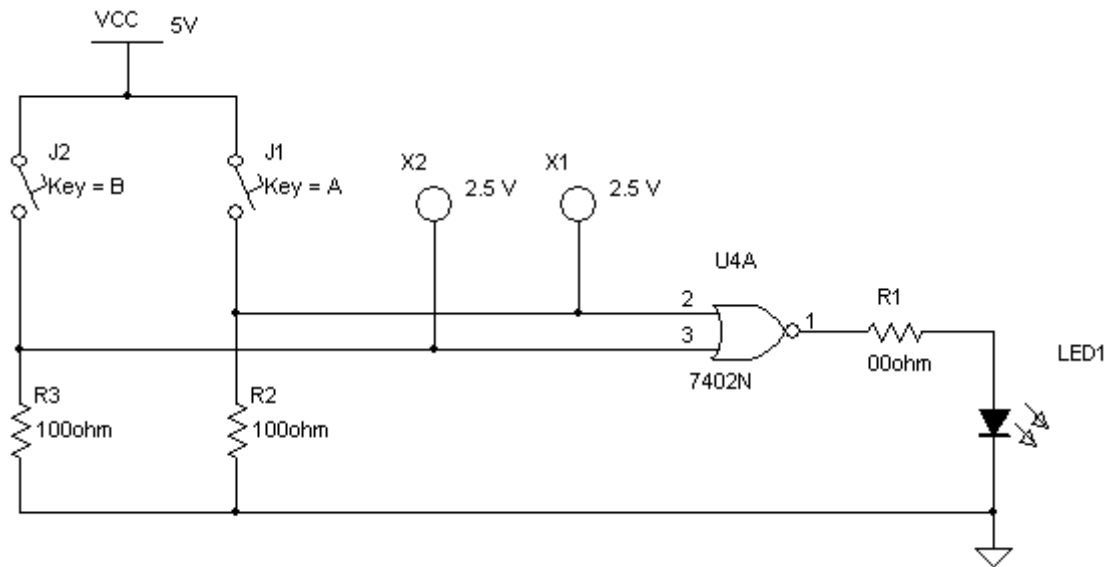 VCC 5V
J2
Key = B
J1
Key = A
X2
2.5 V
X1
2.5 V
U4A
2
3
1
7402N
R1
00ohm
LED1
R3
100ohm
R2
100ohm